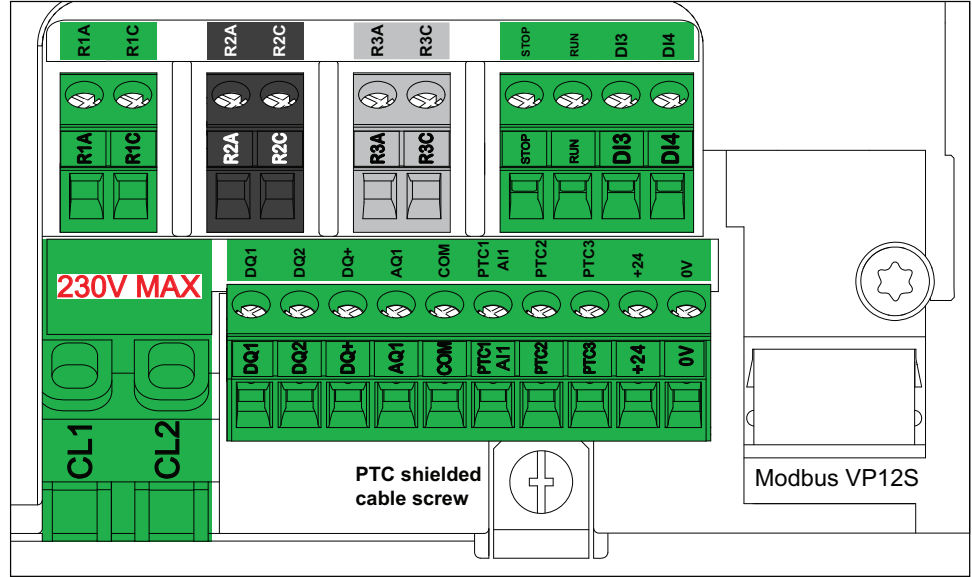 R1A R1C R2A R2C R3A R3C STOP RUN DI3 DI4
R1A R1C R2A R2C R3A R3C STOP RUN DI3 DI4
230V MAX
DQ1 DQ2 DQ+ AQ1 COM PTC1 AI1 PTC2 PTC3 +24 0V
DQ1 DQ2 DQ+ AQ1 COM PTC1 AI1 PTC2 PTC3 +24 0V
CL1 CL2
PTC shielded
cable screw
Modbus VP12S